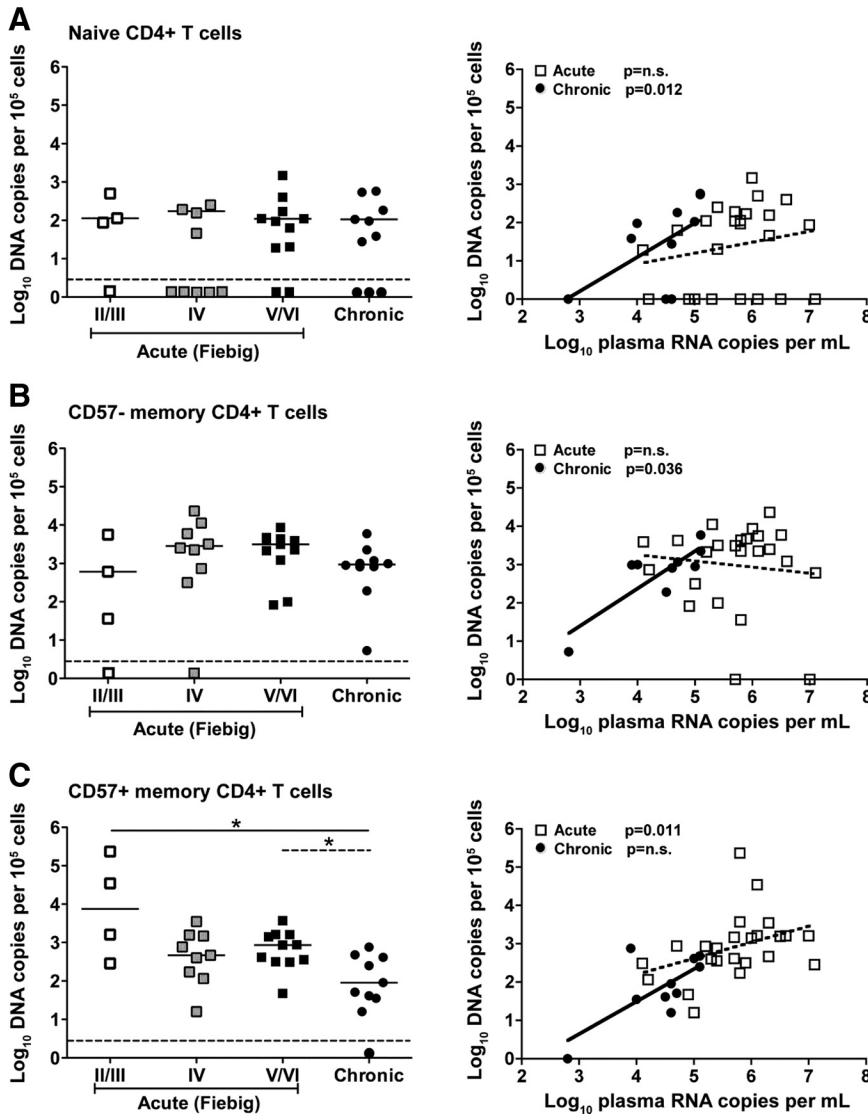 A
Naive CD4+ T cells
Log10 DNA copies per 10⁵ cells
6
5
4
3
2
1
0
II/III IV V/VI Chronic
Acute (Fiebig)
Log10 DNA copies per 10⁵ cells
6
5
4
3
2
1
0
Acute p=n.s.
Chronic p=0.012
2 3 4 5 6 7 8
Log10 plasma RNA copies per mL
B
CD57- memory CD4+ T cells
Log10 DNA copies per 10⁵ cells
6
5
4
3
2
1
0
II/III IV V/VI Chronic
Acute (Fiebig)
Log10 DNA copies per 10⁵ cells
6
5
4
3
2
1
0
Acute p=n.s.
Chronic p=0.036
2 3 4 5 6 7 8
Log10 plasma RNA copies per mL
C
CD57+ memory CD4+ T cells
Log10 DNA copies per 10⁵ cells
6
5
4
3
2
1
0
*
*
II/III IV V/VI Chronic
Acute (Fiebig)
Log10 DNA copies per 10⁵ cells
6
5
4
3
2
1
0
Acute p=0.011
Chronic p=n.s.
2 3 4 5 6 7 8
Log10 plasma RNA copies per mL